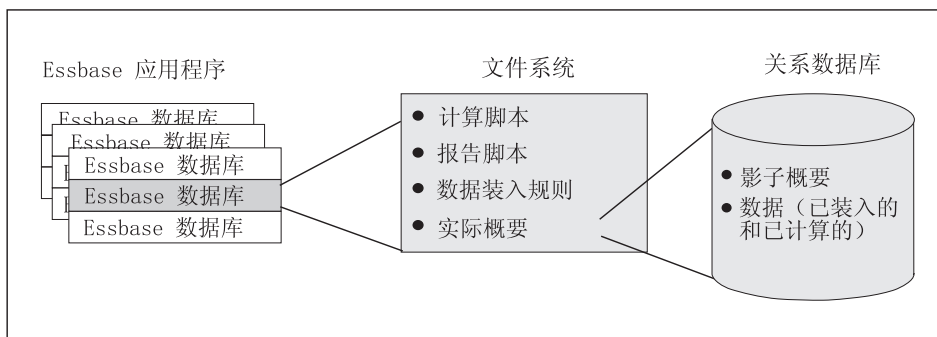 Essbase 应用程序
Essbase 数据库
Essbase 数据库
Essbase 数据库
Essbase 数据库
Essbase 数据库
文件系统
计算脚本
报告脚本
数据装入规则
实际概要
关系数据库
影子概要
数据（已装入的
和已计算的）